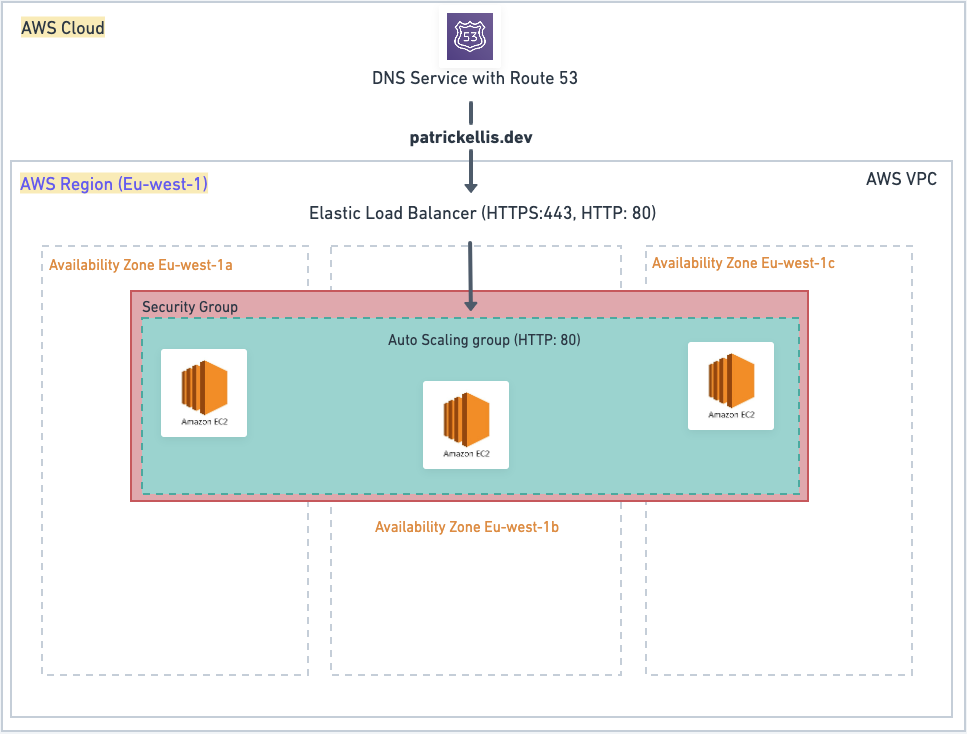 AWS Cloud
53
DNS Service with Route 53
patrickellis.dev
AWS Region (Eu-west-1)
AWS VPC
Elastic Load Balancer (HTTPS:443, HTTP: 80)
Availability Zone Eu-west-1a
Availability Zone Eu-west-1c
Security Group
Auto Scaling group (HTTP: 80)
Amazon EC2
Amazon EC2
Amazon EC2
Availability Zone Eu-west-1b